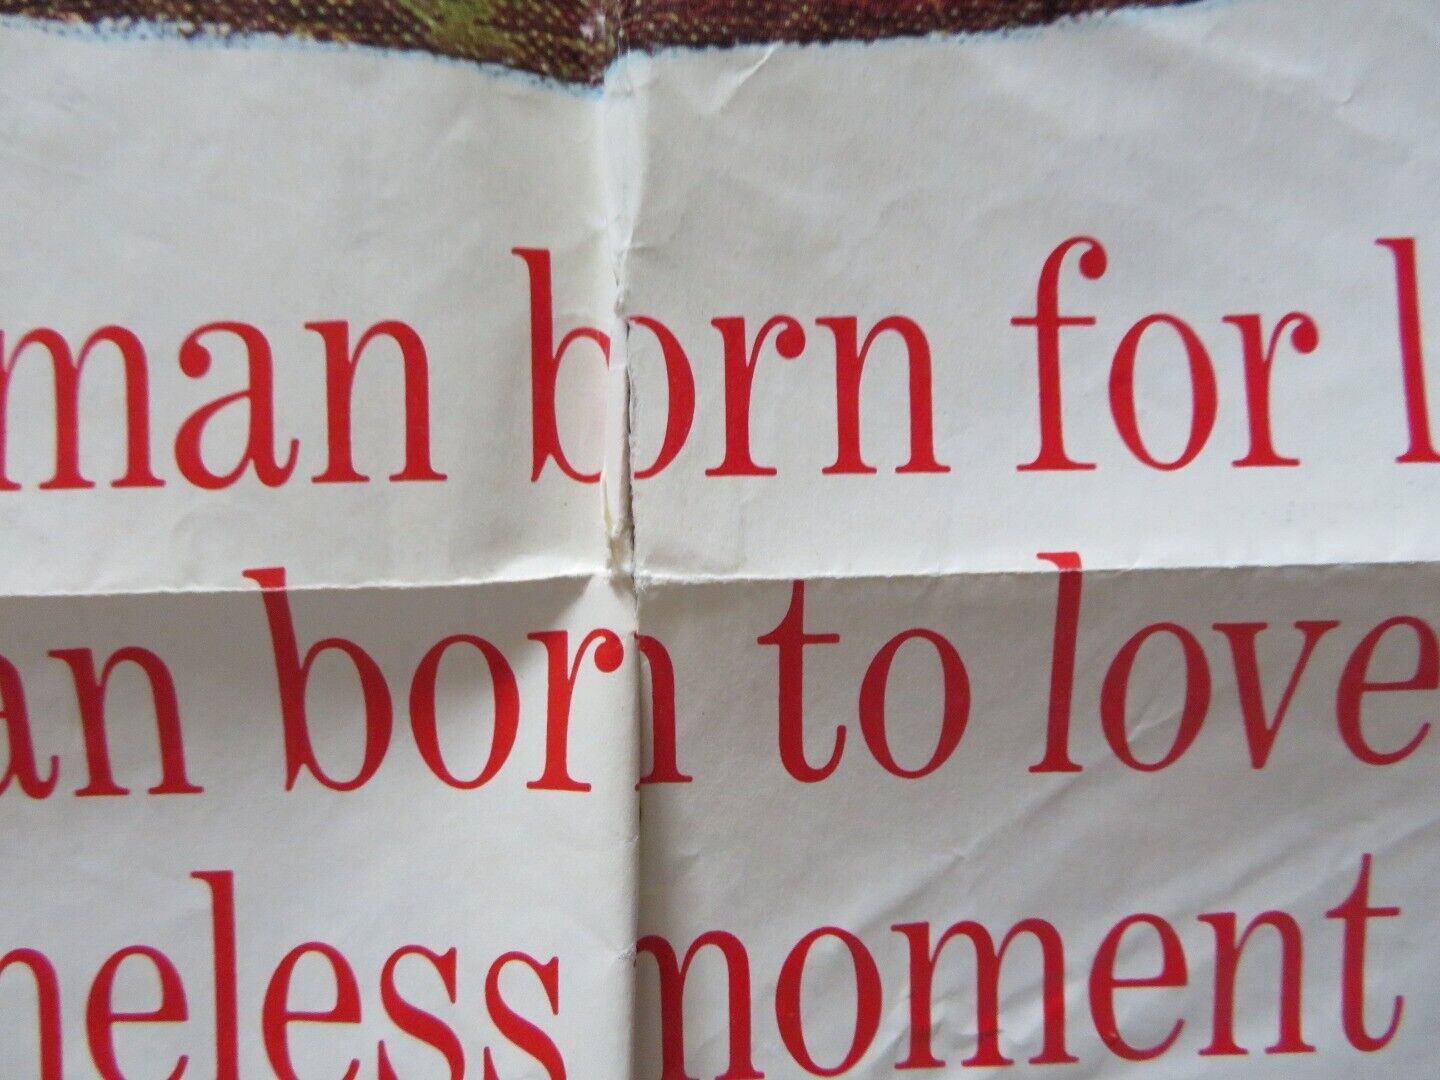 man born for l
an born to love
neless moment